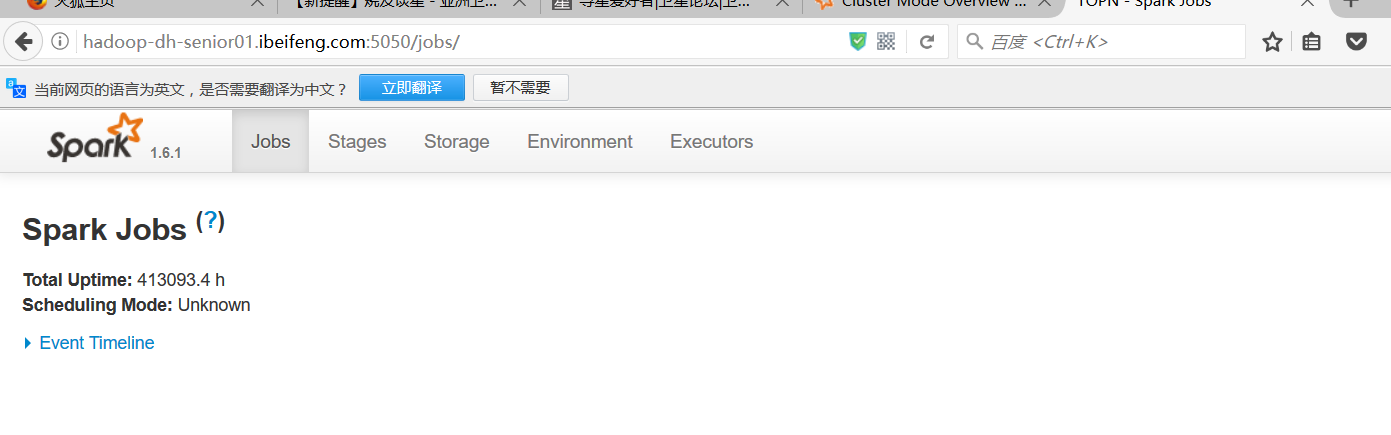 火狐主页
【新提醒】烧友谈星 - 亚洲卫...
寻星爱好者|卫星论坛|卫...
Cluster Mode Overview ...
TOPN - Spark Jobs
hadoop-dh-senior01.ibeifeng.com:5050/jobs/
百度 <Ctrl+K>
当前网页的语言为英文，是否需要翻译为中文？ 立即翻译 暂不需要
Spark 1.6.1 Jobs Stages Storage Environment Executors
Spark Jobs (?)
Total Uptime: 413093.4 h
Scheduling Mode: Unknown
Event Timeline